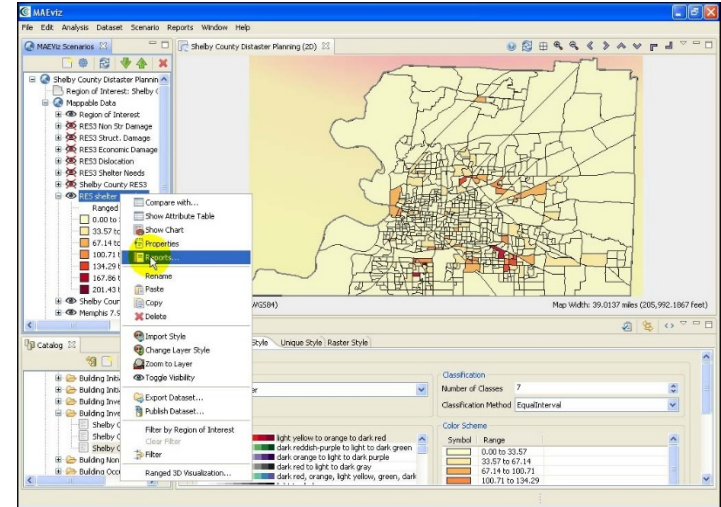 MAEviz
File Edit Analysis Dataset Scenario Reports Window Help
MAEViz Scenarios
Shelby County Distaster Planning (2D)
Shelby County Distaster Plannin
Region of Interest: Shelby (
Mappable Data
Region of Interest
RES3 Non Str Damage
RES3 Struct. Damage
RES3 Economic Damage
RES3 Dislocation
RES3 Shelter Needs
Shelby County RES3
RES shelter
Ranged
0.00 to
33.57 to
67.14 to
100.71 t
134.29 t
167.86 t
201.43 t
Shelby Cour
Memphis 7.9
Compare with...
Show Attribute Table
Show Chart
Properties
Reports...
Rename
Paste
Copy
Delete
Import Style
Change Layer Style
Zoom to Layer
Toggle Visibility
Export Dataset...
Publish Dataset...
Filter by Region of Interest
Clear Filter
Filter
Ranged 3D Visualization...
WGS84)
Map Width: 39.0137 miles (205,992.1867 feet)
Catalog
Building Initi
Building Inve
Building Inve
Shelby C
Shelby C
Shelby C
Building Non
Building Occu
Style Unique Style Raster Style
Classification
Number of Classes 7
Classification Method EqualInterval
Color Scheme
Symbol Range
0.00 to 33.57
33.57 to 67.14
67.14 to 100.71
100.71 to 134.29
light yellow to orange to dark red
dark reddish-purple to light to dark green
dark orange to light to dark purple
dark red to light to dark gray
dark red, orange, light yellow, green, dark